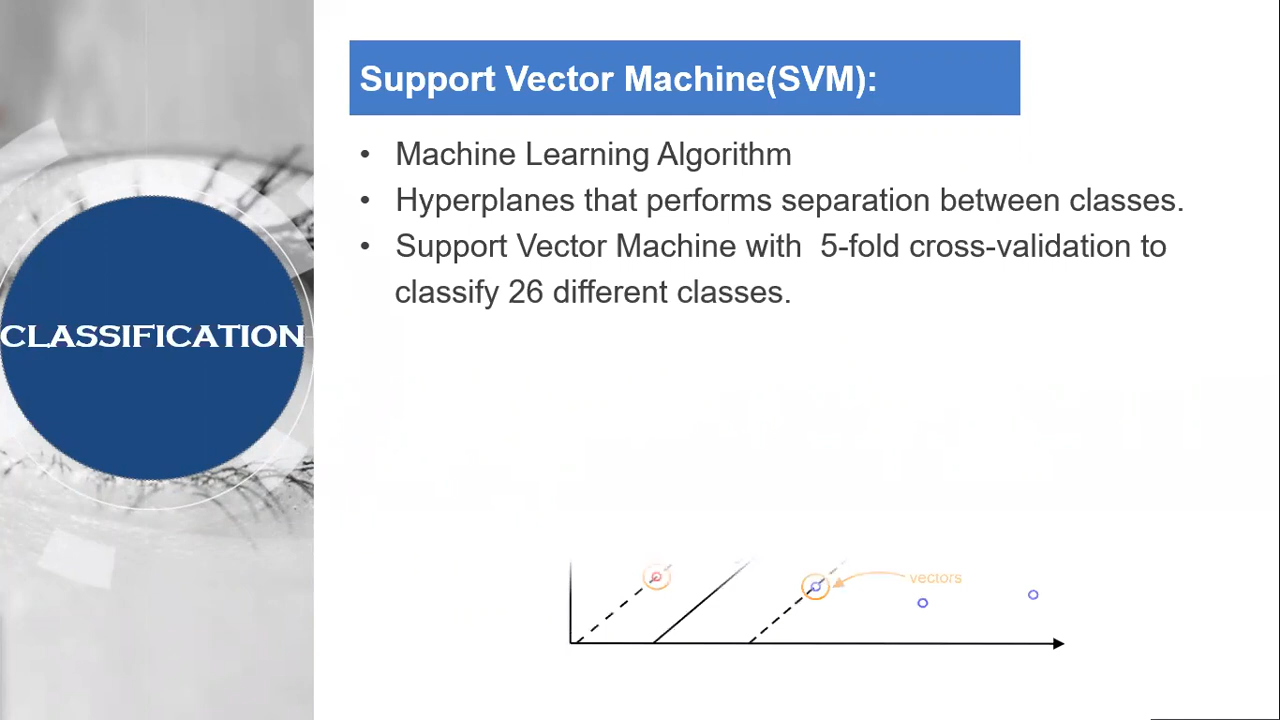 Support Vector Machine(SVM):
• Machine Learning Algorithm
• Hyperplanes that performs separation between classes.
• Support Vector Machine with 5-fold cross-validation to
classify 26 different classes.
CLASSIFICATION
vectors